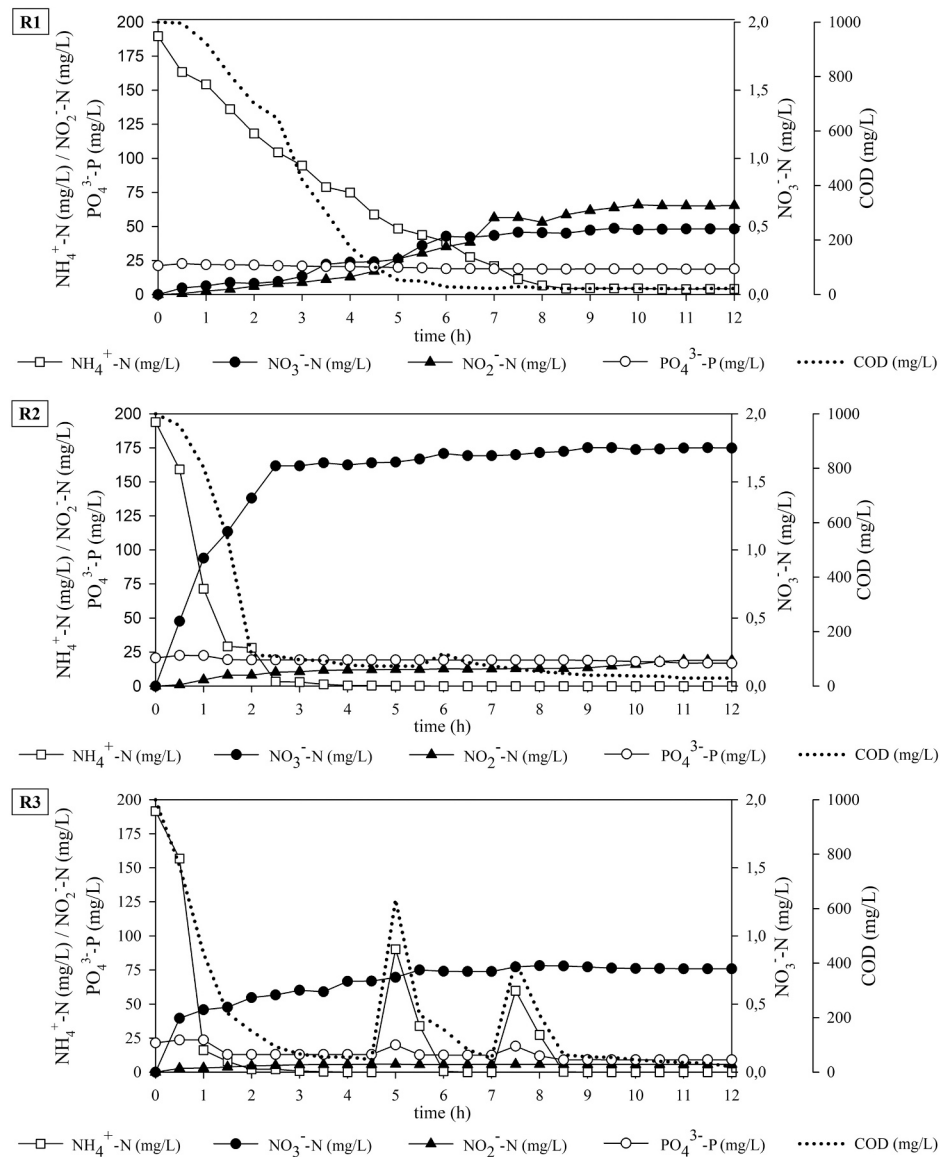 R1
NH₄⁺-N (mg/L) / NO₂⁻-N (mg/L)
PO₄³⁻-P (mg/L)
200
175
150
125
100
75
50
25
0
0 1 2 3 4 5 6 7 8 9 10 11 12
time (h)
2,0
1,5
1,0
0,5
0,0
NO₃⁻-N (mg/L)
1000
800
600
400
200
0
COD (mg/L)
NH₄⁺-N (mg/L) NO₃⁻-N (mg/L) NO₂⁻-N (mg/L) PO₄³⁻-P (mg/L) COD (mg/L)
R2
NH₄⁺-N (mg/L) / NO₂⁻-N (mg/L)
PO₄³⁻-P (mg/L)
200
175
150
125
100
75
50
25
0
0 1 2 3 4 5 6 7 8 9 10 11 12
time (h)
2,0
1,5
1,0
0,5
0,0
NO₃⁻-N (mg/L)
1000
800
600
400
200
0
COD (mg/L)
NH₄⁺-N (mg/L) NO₃⁻-N (mg/L) NO₂⁻-N (mg/L) PO₄³⁻-P (mg/L) COD (mg/L)
R3
NH₄⁺-N (mg/L) / NO₂⁻-N (mg/L)
PO₄³⁻-P (mg/L)
200
175
150
125
100
75
50
25
0
0 1 2 3 4 5 6 7 8 9 10 11 12
time (h)
2,0
1,5
1,0
0,5
0,0
NO₃⁻-N (mg/L)
1000
800
600
400
200
0
COD (mg/L)
NH₄⁺-N (mg/L) NO₃⁻-N (mg/L) NO₂⁻-N (mg/L) PO₄³⁻-P (mg/L) COD (mg/L)